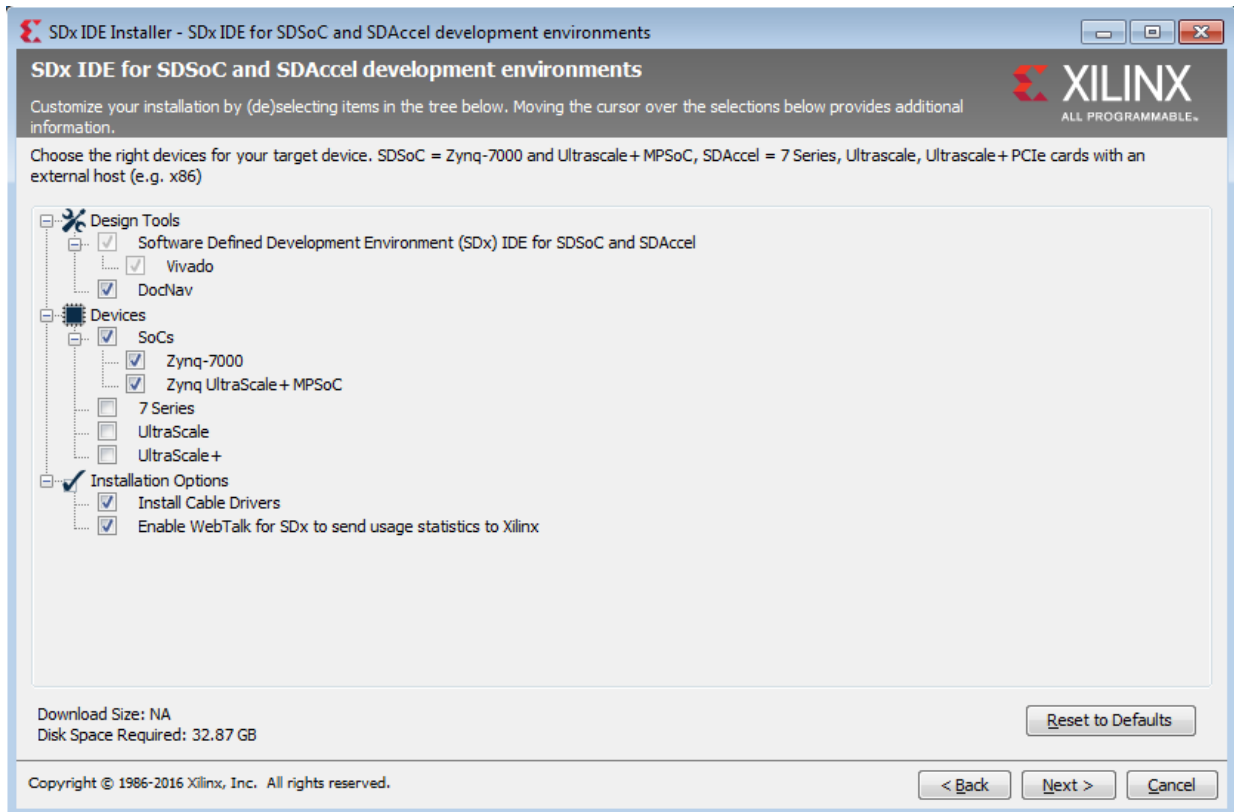 SDx IDE Installer - SDx IDE for SDSoC and SDAccel development environments
SDx IDE for SDSoC and SDAccel development environments
Customize your installation by (de)selecting items in the tree below. Moving the cursor over the selections below provides additional
information.
XILINX
ALL PROGRAMMABLE™
Choose the right devices for your target device. SDSoC = Zynq-7000 and Ultrascale+ MPSoC, SDAccel = 7 Series, Ultrascale, Ultrascale+ PCIe cards with an
external host (e.g. x86)
Design Tools
Software Defined Development Environment (SDx) IDE for SDSoC and SDAccel
Vivado
DocNav
Devices
SoCs
Zynq-7000
Zynq UltraScale+ MPSoC
7 Series
UltraScale
UltraScale+
Installation Options
Install Cable Drivers
Enable WebTalk for SDx to send usage statistics to Xilinx
Download Size: NA
Disk Space Required: 32.87 GB
Reset to Defaults
Copyright © 1986-2016 Xilinx, Inc. All rights reserved.
< Back
Next >
Cancel